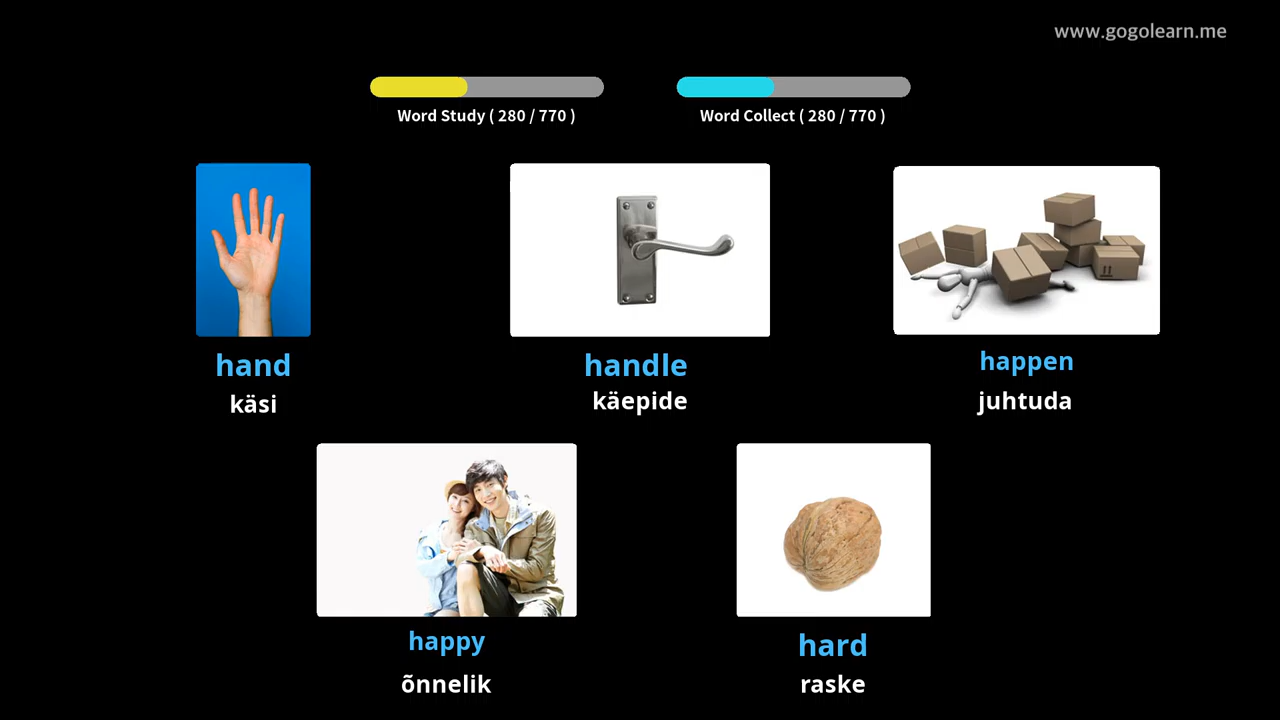 www.gogolearn.me
Word Study ( 280 / 770 )
Word Collect ( 280 / 770 )
hand
käsi
handle
käepide
happen
juhtuda
happy
õnnelik
hard
raske